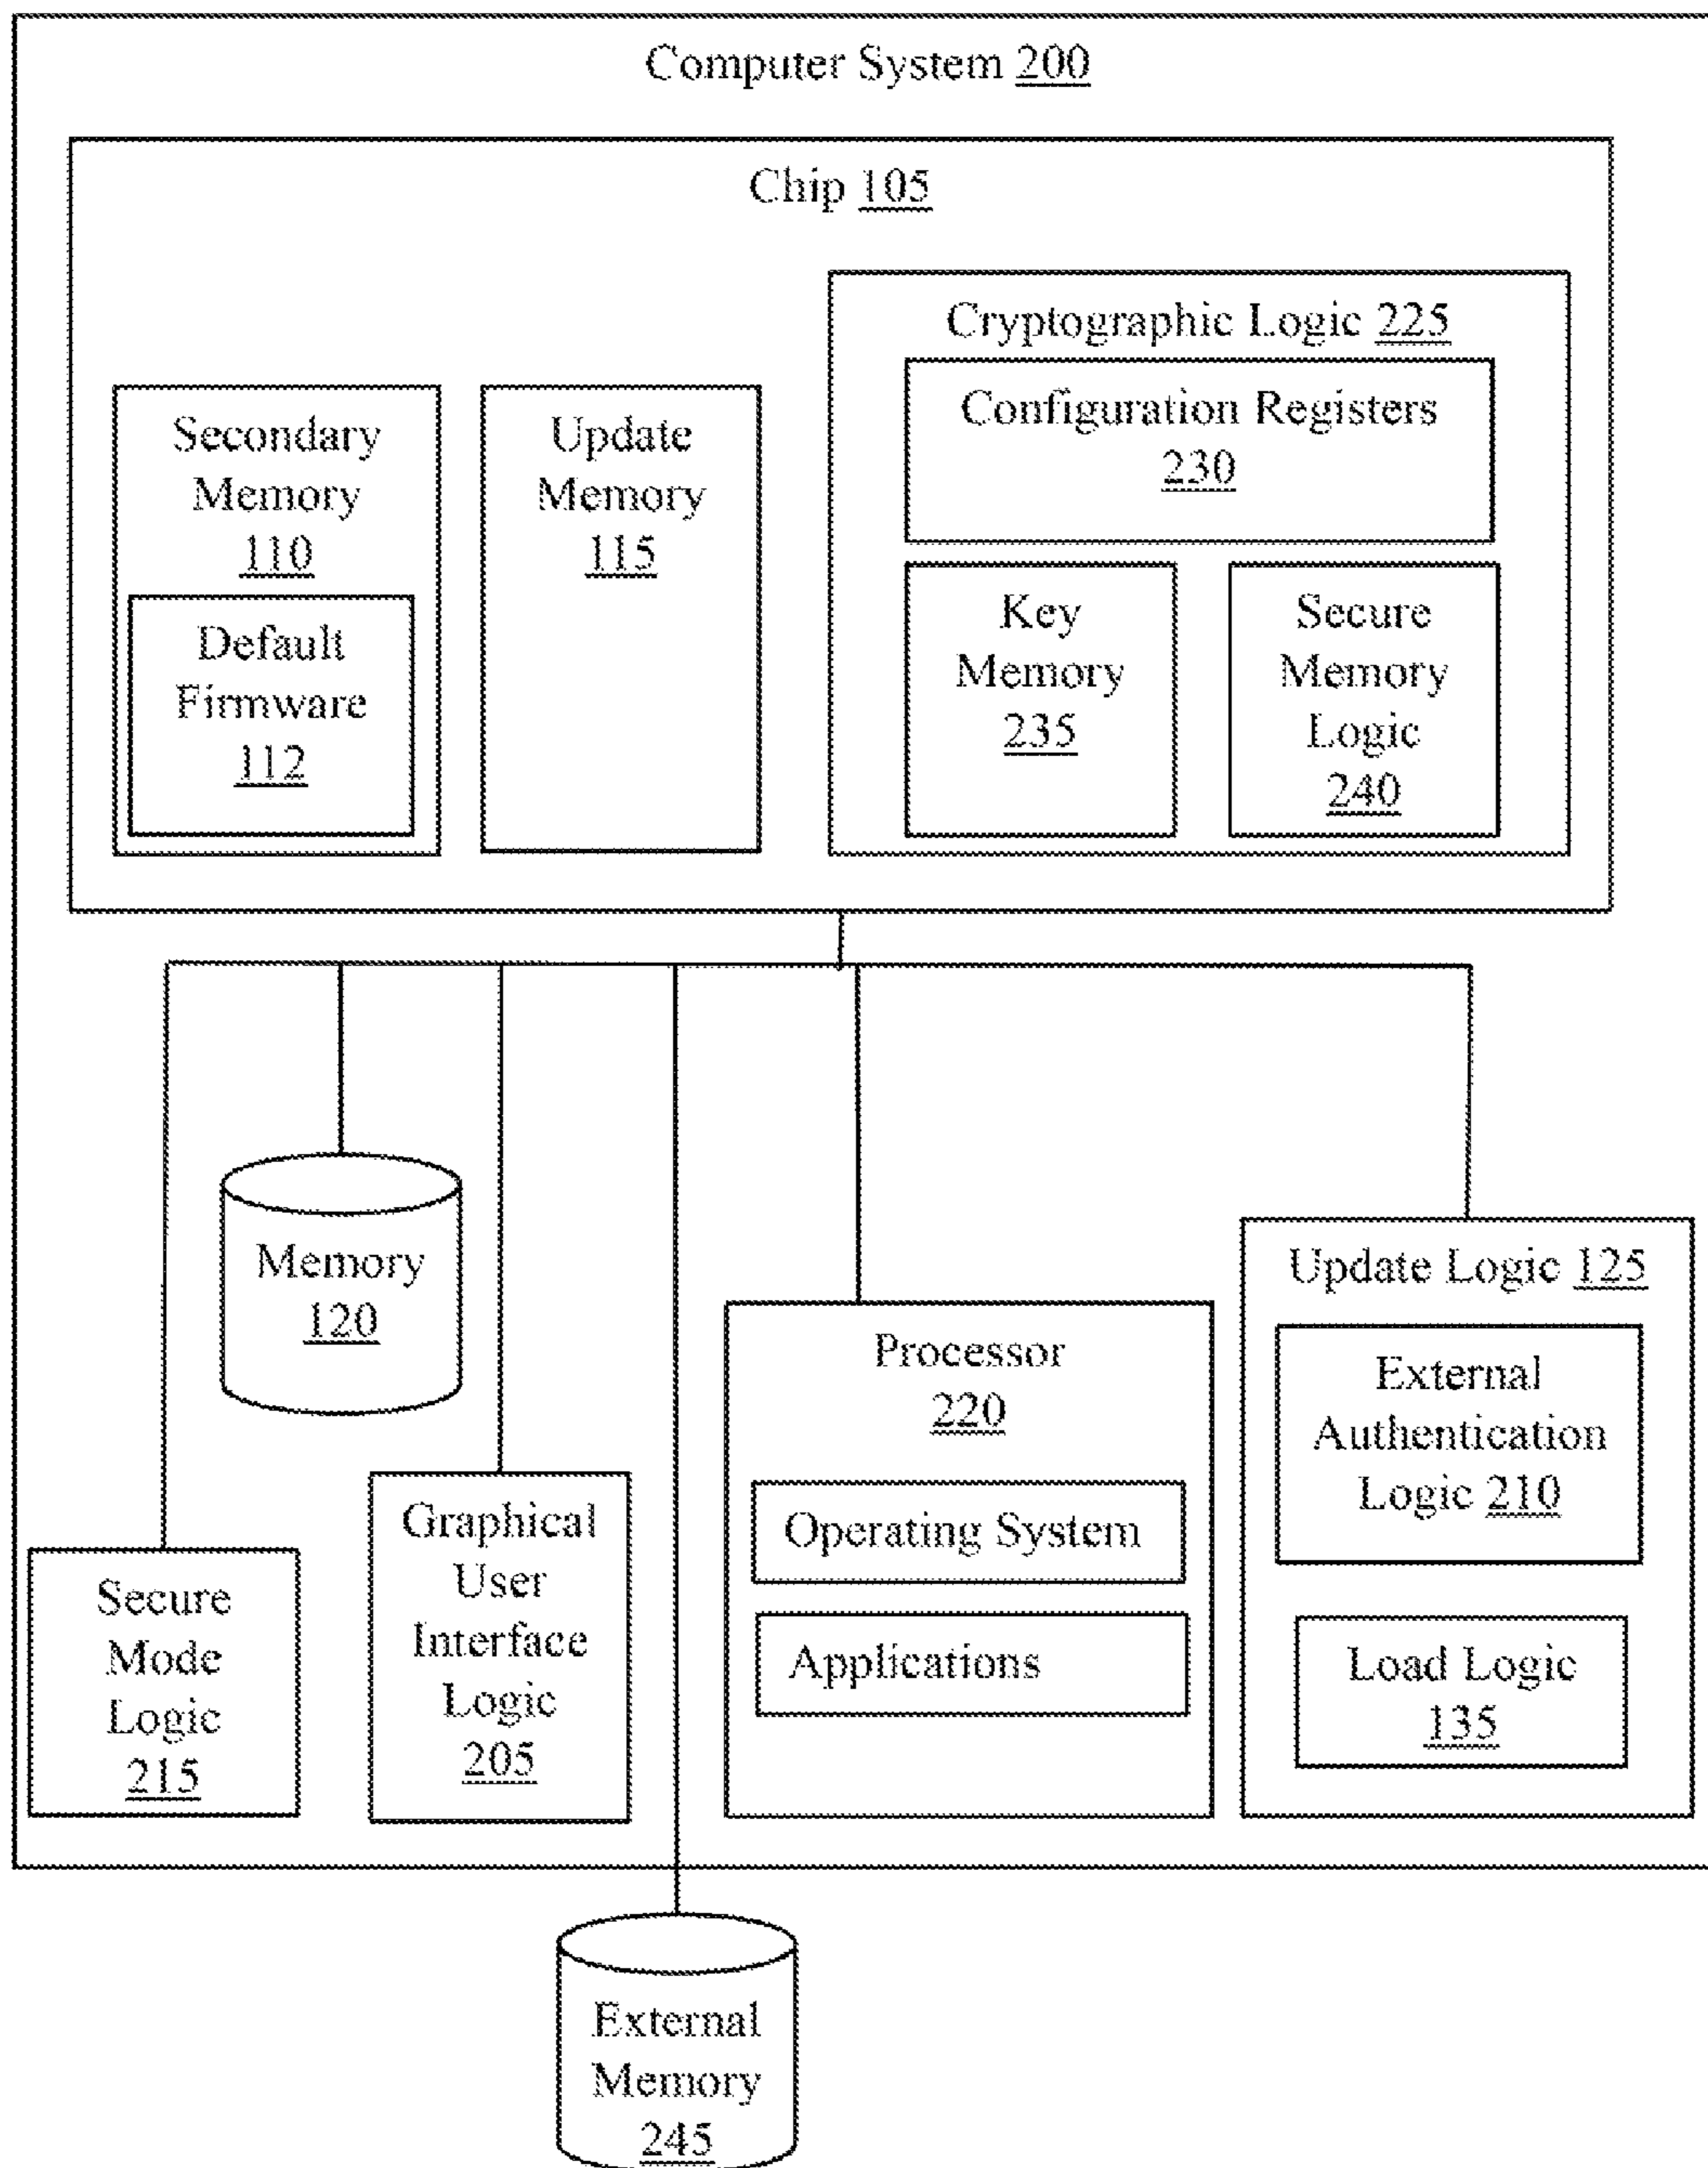 Computer System 200
Chip 105
Cryptographic Logic 225
Configuration Registers
230
Secondary
Memory
110
Update
Memory
115
Default
Firmware
112
Key
Memory
235
Secure
Memory
Logic
240
Memory
120
Update Logic 125
External
Authentication
Logic 210
Load Logic
135
Processor
220
Operating System
Applications
Graphical
User
Interface
Logic
205
Secure
Mode
Logic
215
External
Memory
245